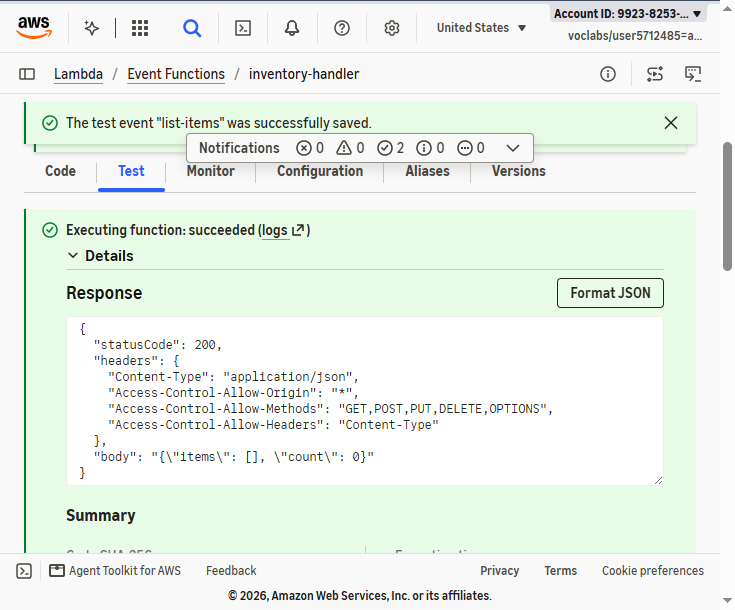 aws
United States
Account ID: 9923-8253-...
voclabs/user5712485=a...
Lambda / Event Functions / inventory-handler
The test event "list-items" was successfully saved.
Notifications 0 0 2 0 0
Code Test Monitor Configuration Aliases Versions
Executing function: succeeded (logs)
Details
Response
Format JSON
{
"statusCode": 200,
"headers": {
"Content-Type": "application/json",
"Access-Control-Allow-Origin": "*",
"Access-Control-Allow-Methods": "GET,POST,PUT,DELETE,OPTIONS",
"Access-Control-Allow-Headers": "Content-Type"
},
"body": "{\"items\": [], \"count\": 0}"
}
Summary
Agent Toolkit for AWS Feedback Privacy Terms Cookie preferences
© 2026, Amazon Web Services, Inc. or its affiliates.